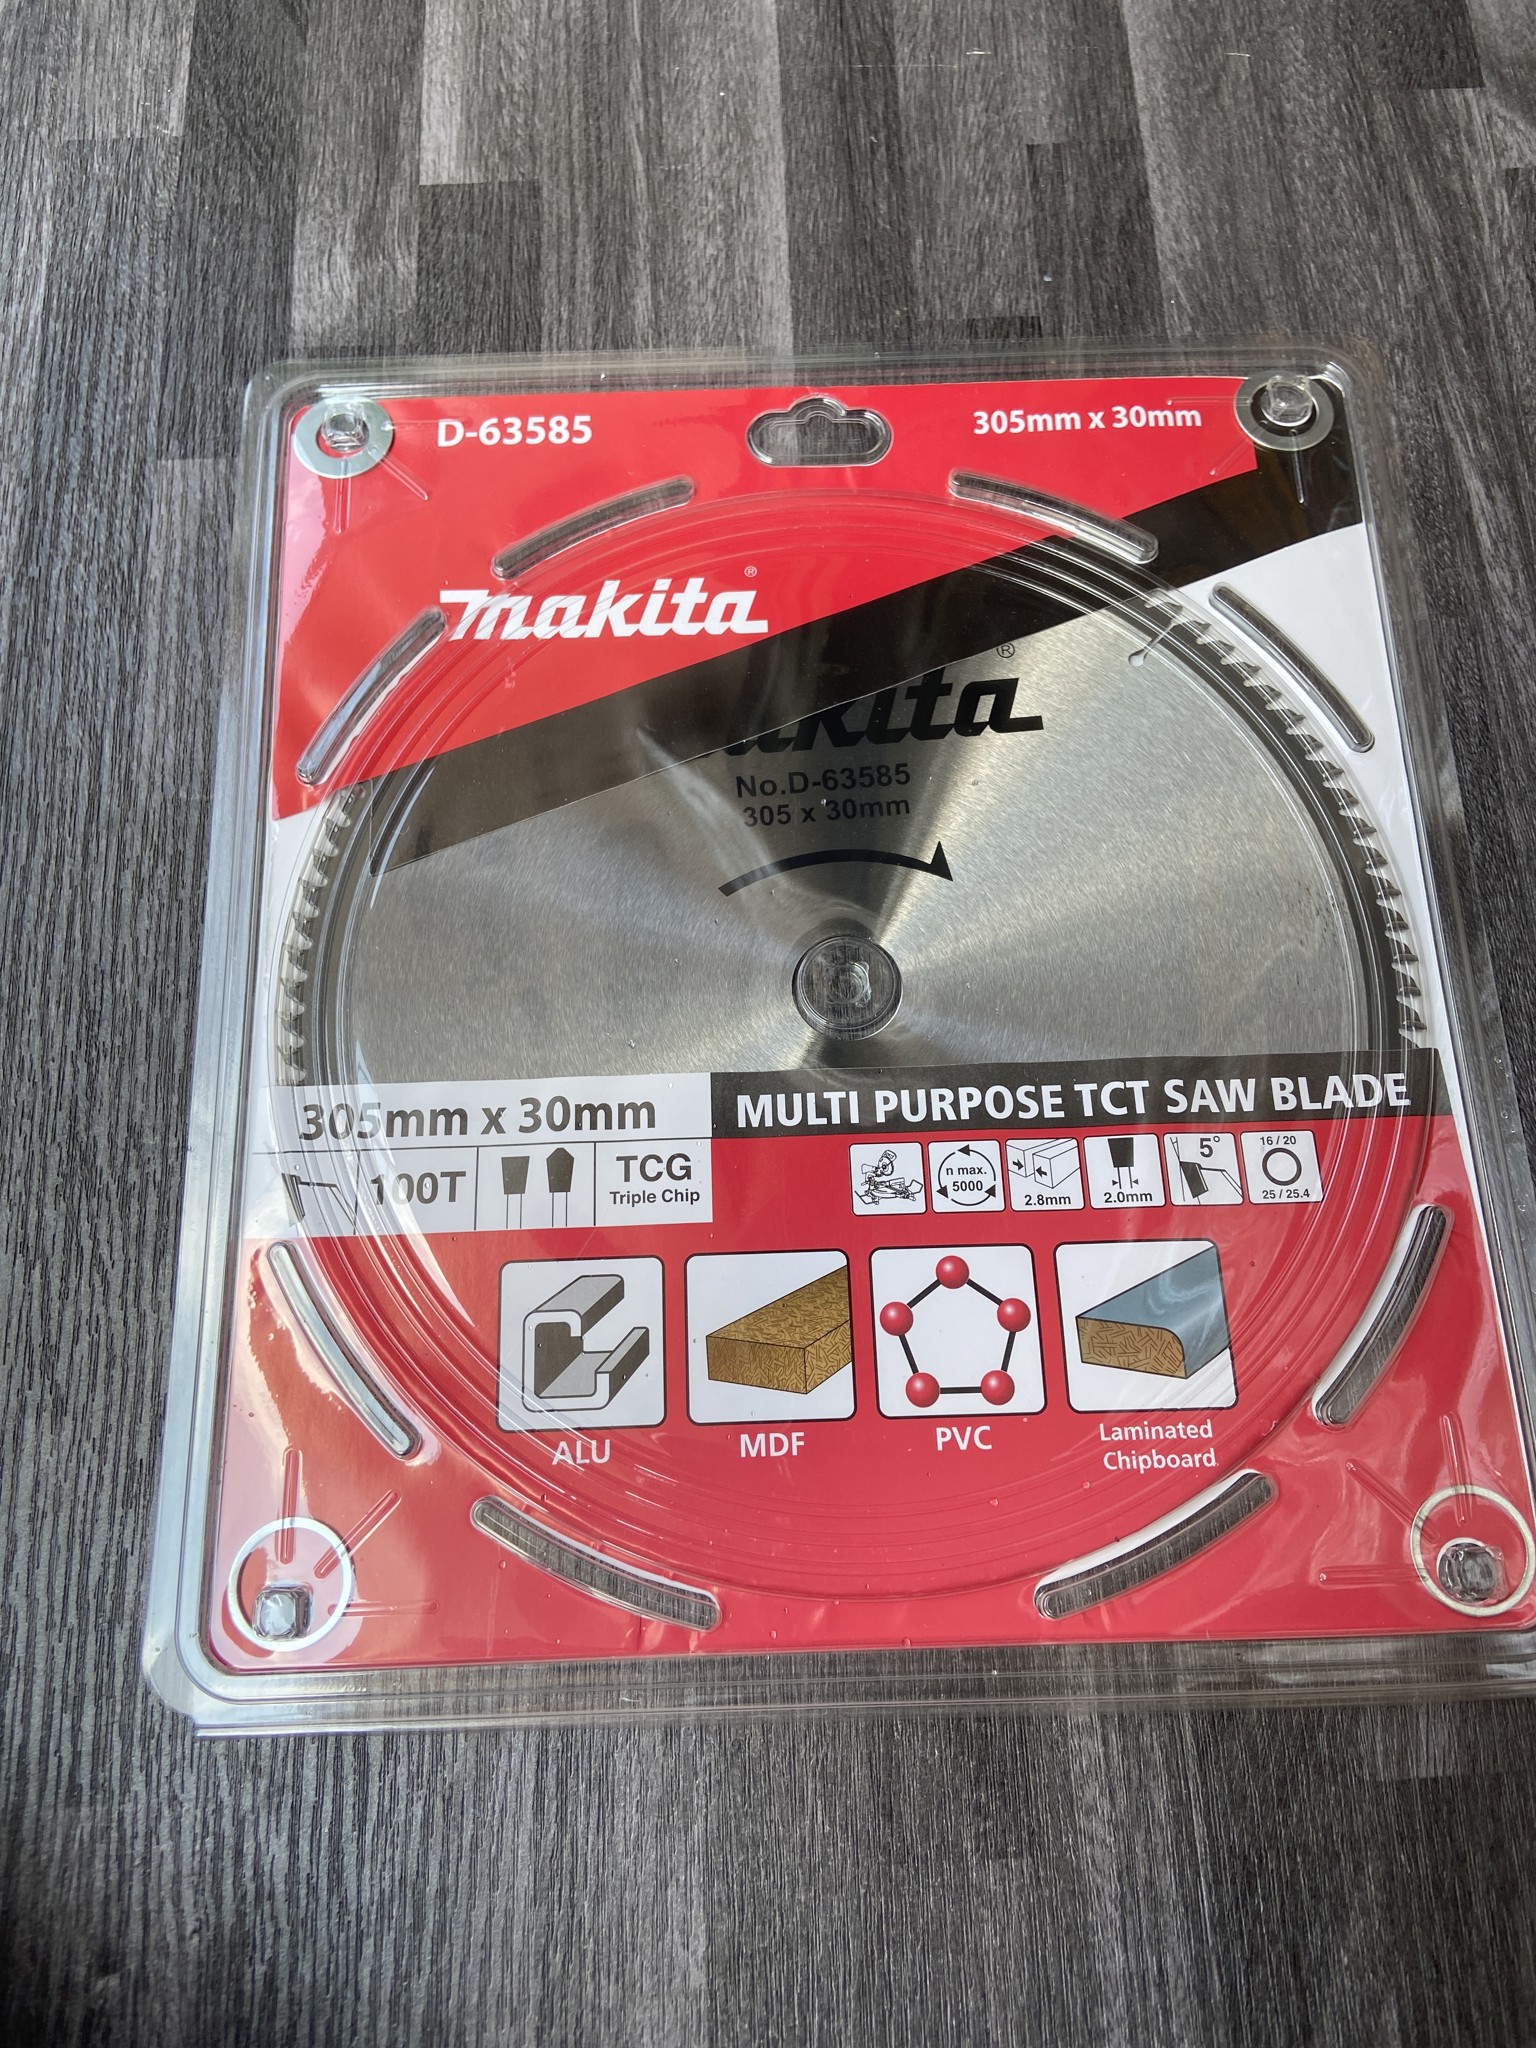 D-63585
305mm x 30mm
makita®
akita®
No.D-63585
305 x 30mm
305mm x 30mm
MULTI PURPOSE TCT SAW BLADE
100T
TCG
Triple Chip
n max.
5000
2.8mm
2.0mm
5°
16 / 20
25 / 25.4
ALU
MDF
PVC
Laminated
Chipboard